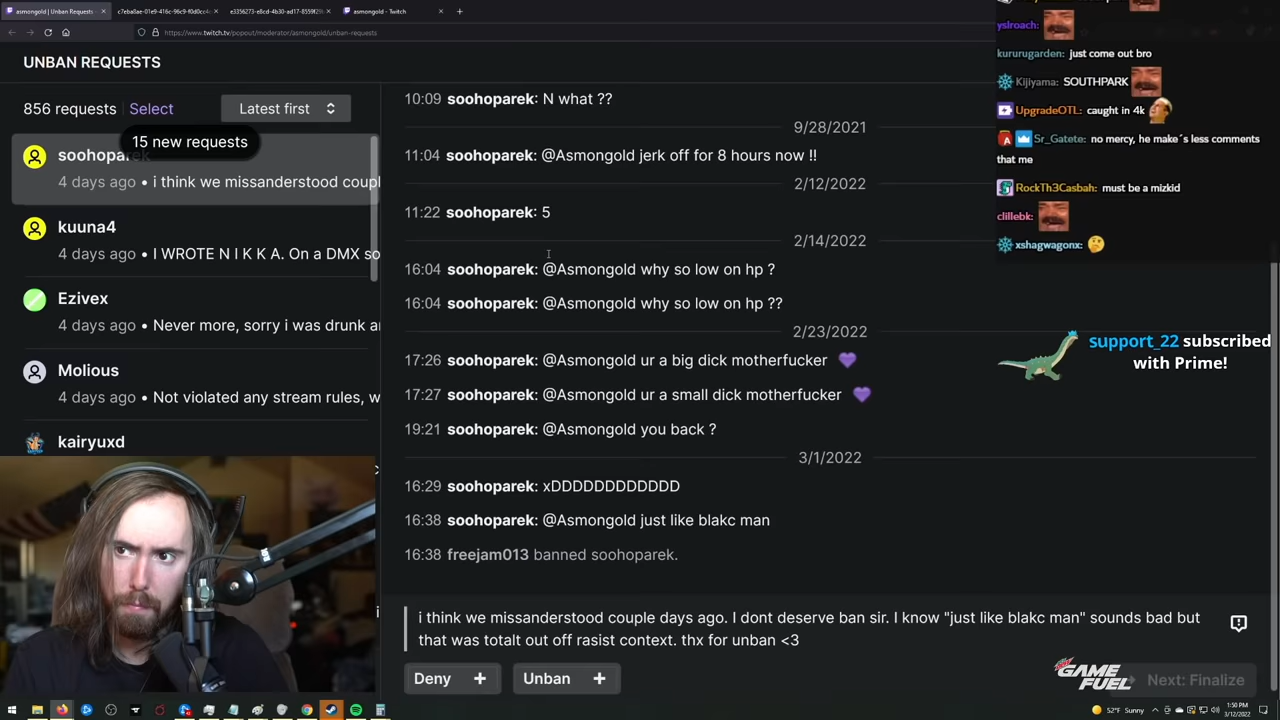 asmongold | Unban Requests
asmongold - Twitch
https://www.twitch.tv/popout/moderator/asmongold/unban-requests
UNBAN REQUESTS
856 requests Select Latest first
15 new requests
soohoparek
4 days ago • i think we missanderstood coupl
kuuna4
4 days ago • I WROTE N I K K A. On a DMX so
Ezivex
4 days ago • Never more, sorry i was drunk a
Molious
4 days ago • Not violated any stream rules, w
kairyuxd
10:09 soohoparek: N what ??
9/28/2021
11:04 soohoparek: @Asmongold jerk off for 8 hours now !!
2/12/2022
11:22 soohoparek: 5
2/14/2022
16:04 soohoparek: @Asmongold why so low on hp ?
16:04 soohoparek: @Asmongold why so low on hp ??
2/23/2022
17:26 soohoparek: @Asmongold ur a big dick motherfucker
17:27 soohoparek: @Asmongold ur a small dick motherfucker
19:21 soohoparek: @Asmongold you back ?
3/1/2022
16:29 soohoparek: xDDDDDDDDDDDD
16:38 soohoparek: @Asmongold just like blakc man
16:38 freejam013 banned soohoparek.
i think we missanderstood couple days ago. I dont deserve ban sir. I know "just like blakc man" sounds bad but
that was totalt out off rasist context. thx for unban <3
Deny + Unban +
Next: Finalize
yslroach:
kururugarden: just come out bro
Kijiyama: SOUTHPARK
UpgradeOTL: caught in 4k
Sr_Gatete: no mercy, he make´s less comments
that me
RockTh3Casbah: must be a mizkid
clillebk:
xshagwagonx:
support_22 subscribed
with Prime!
GAME
FUEL
52°F Sunny
1:50 PM
3/12/2022